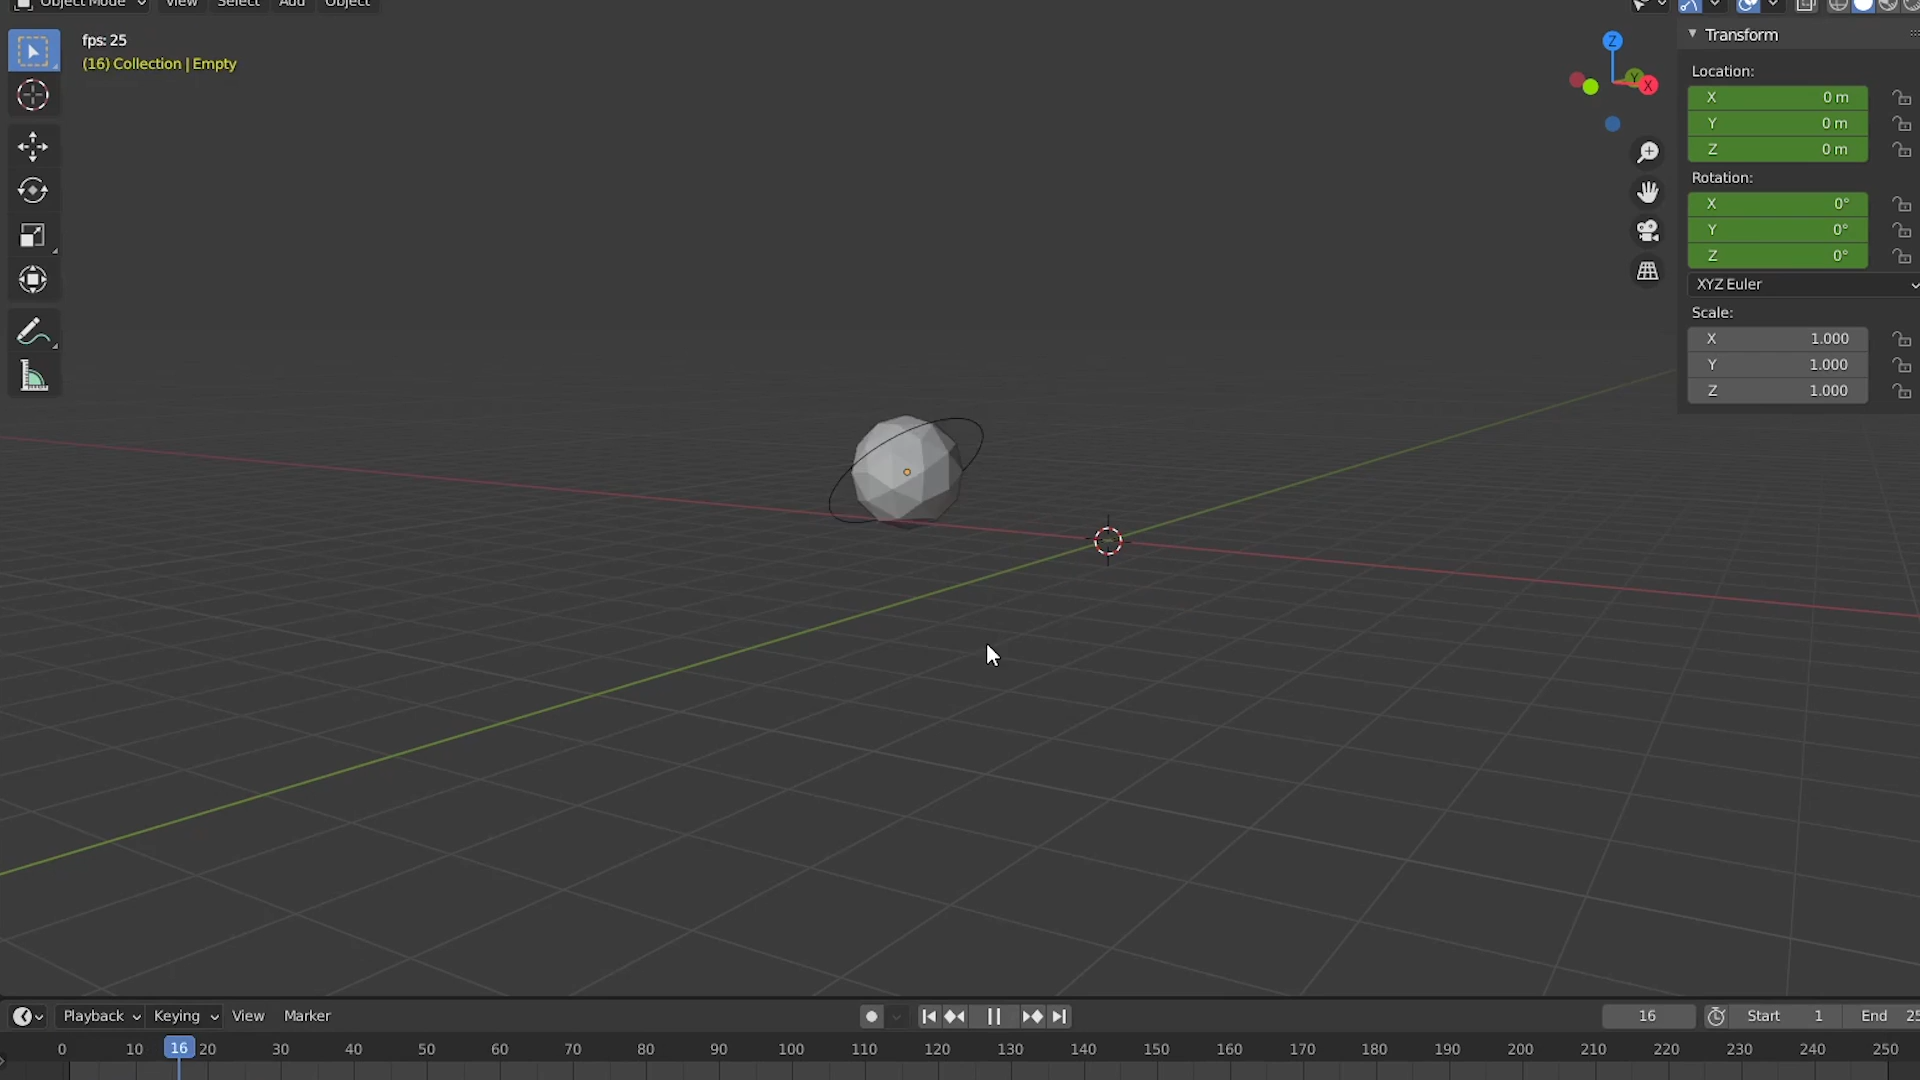 Object Mode View Select Add Object
fps: 25
(16) Collection | Empty
Z
Y
X
Transform
Location:
X 0 m
Y 0 m
Z 0 m
Rotation:
X 0°
Y 0°
Z 0°
XYZ Euler
Scale:
X 1.000
Y 1.000
Z 1.000
Playback Keying View Marker 16 Start 1 End 25
0 10 16 20 30 40 50 60 70 80 90 100 110 120 130 140 150 160 170 180 190 200 210 220 230 240 250